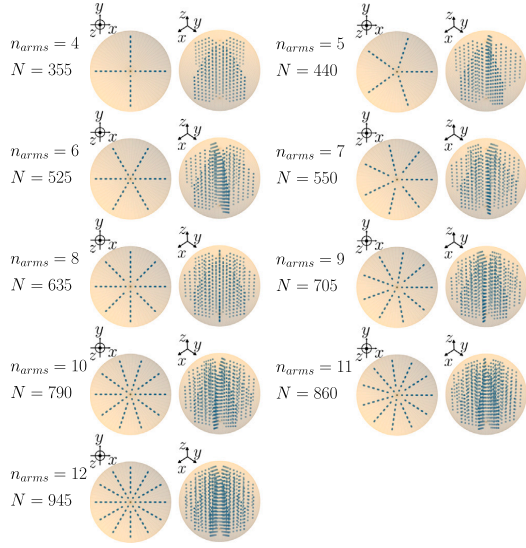 y z y z
n_arms = 4 z x x y n_arms = 5 z x x y
N = 355 N = 440
y z y z
n_arms = 6 z x x y n_arms = 7 z x x y
N = 525 N = 550
y z y z
n_arms = 8 z x x y n_arms = 9 z x x y
N = 635 N = 705
y z y z
n_arms = 10 z x x y n_arms = 11 z x x y
N = 790 N = 860
y z
n_arms = 12 z x x y
N = 945